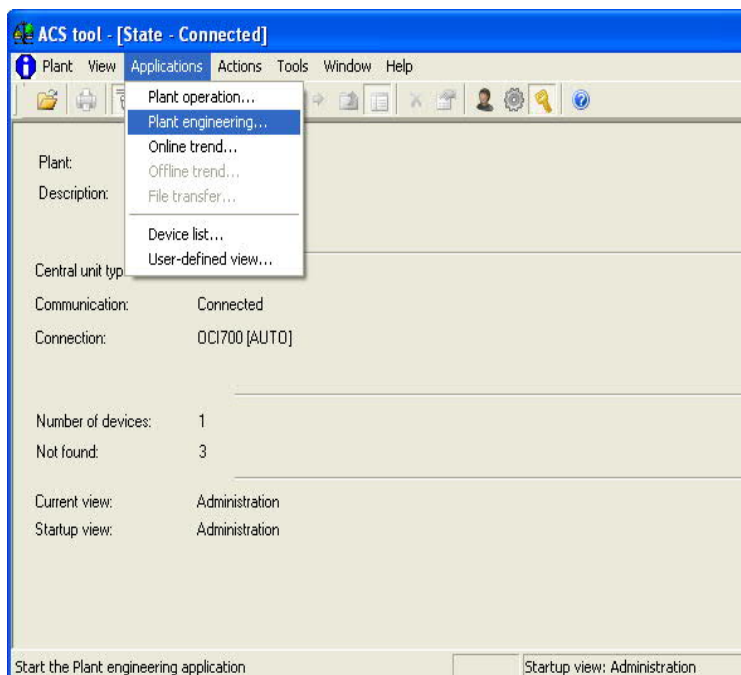 ACS tool - [State - Connected]
Plant View Applications Actions Tools Window Help
Plant operation...
Plant engineering...
Online trend...
Offline trend...
File transfer...
Device list...
User-defined view...
Plant:
Description:
Central unit typ
Communication: Connected
Connection: OCI700 [AUTO]
Number of devices: 1
Not found: 3
Current view: Administration
Startup view: Administration
Start the Plant engineering application
Startup view: Administration